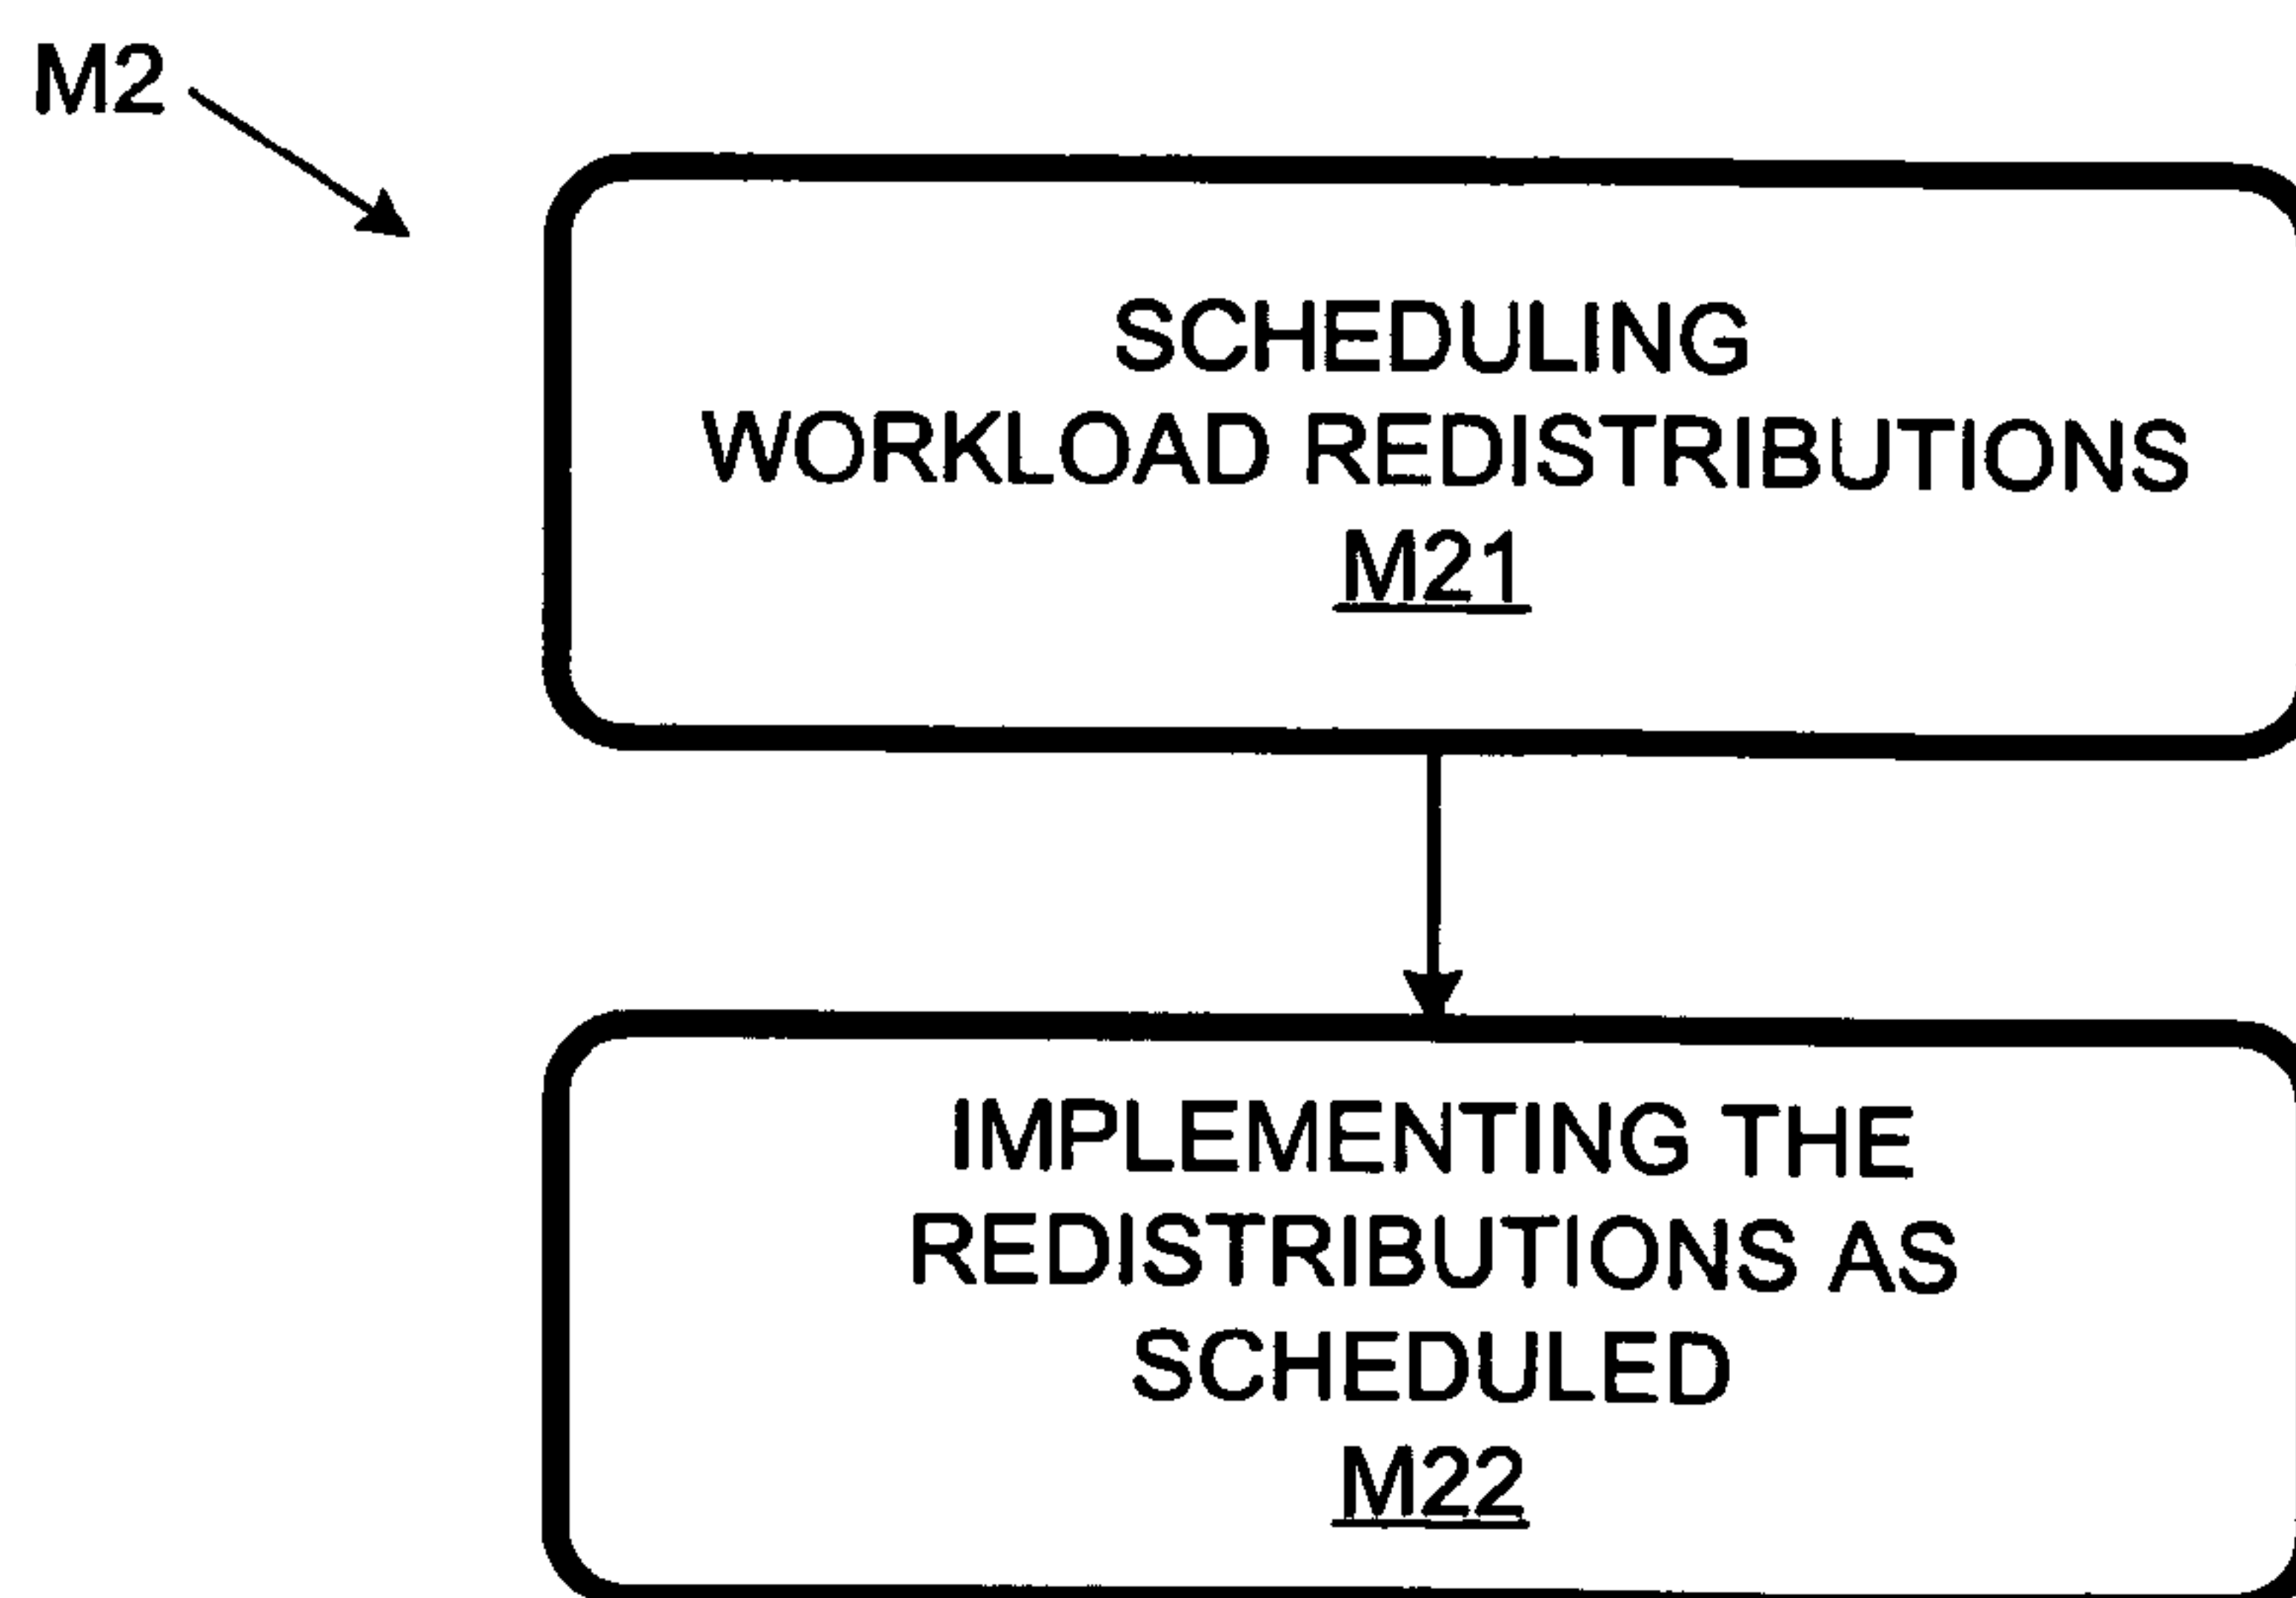 M2
SCHEDULING
WORKLOAD REDISTRIBUTIONS
M21
IMPLEMENTING THE
REDISTRIBUTIONS AS
SCHEDULED
M22